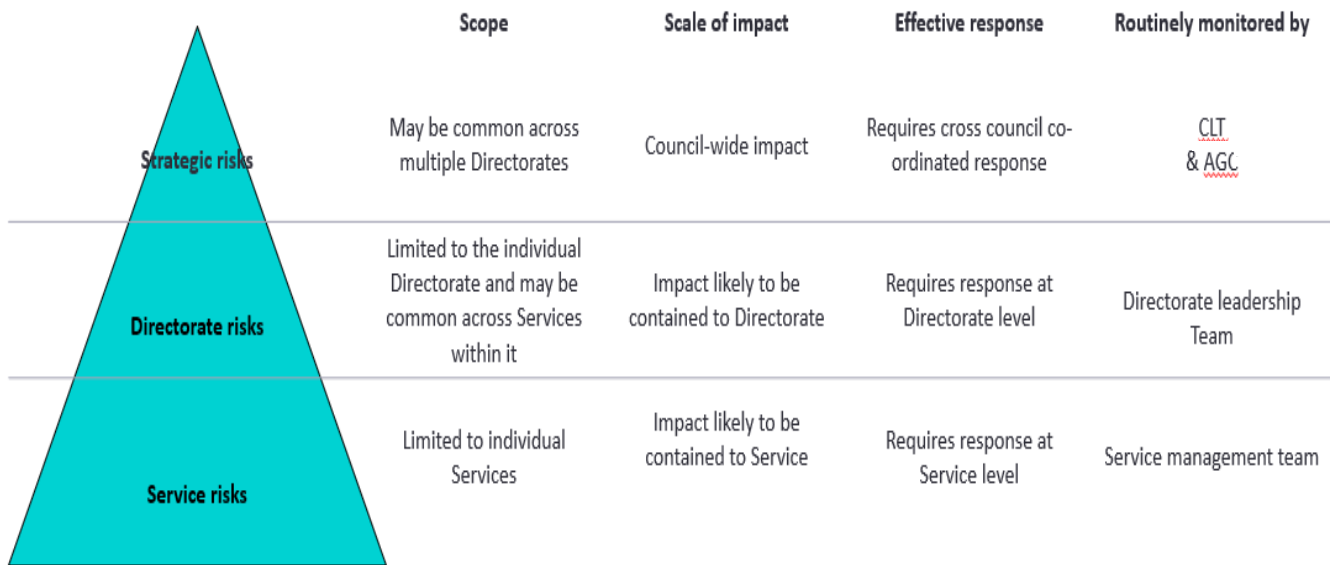 Scope
Scale of impact
Effective response
Routinely monitored by
Strategic risks
May be common across
multiple Directorates
Council-wide impact
Requires cross council co-
ordinated response
CLT
& AGC
Directorate risks
Limited to the individual
Directorate and may be
common across Services
within it
Impact likely to be
contained to Directorate
Requires response at
Directorate level
Directorate leadership
Team
Service risks
Limited to individual
Services
Impact likely to be
contained to Service
Requires response at
Service level
Service management team